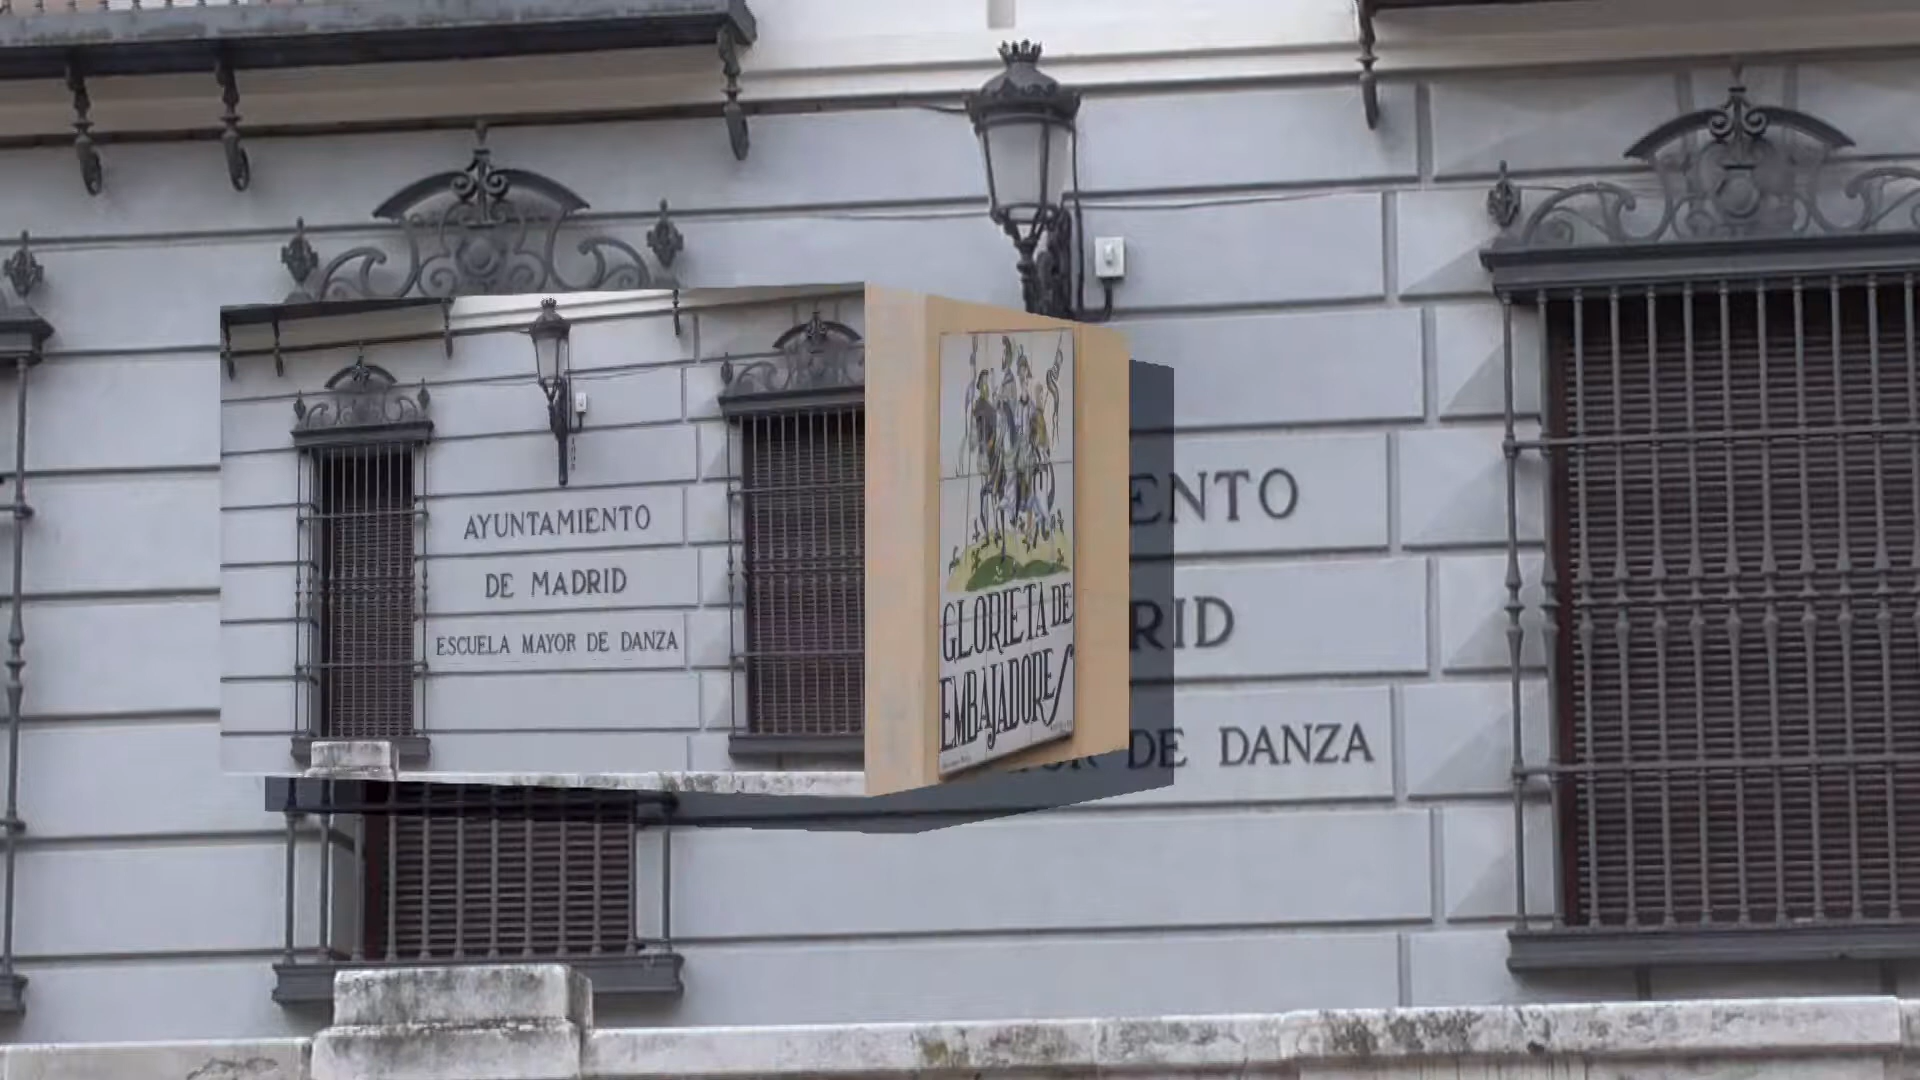 AYUNTAMIENTO
DE MADRID
ESCUELA MAYOR DE DANZA
GLORIETA DE
EMBAJADORES
ENTO
RID
DE DANZA